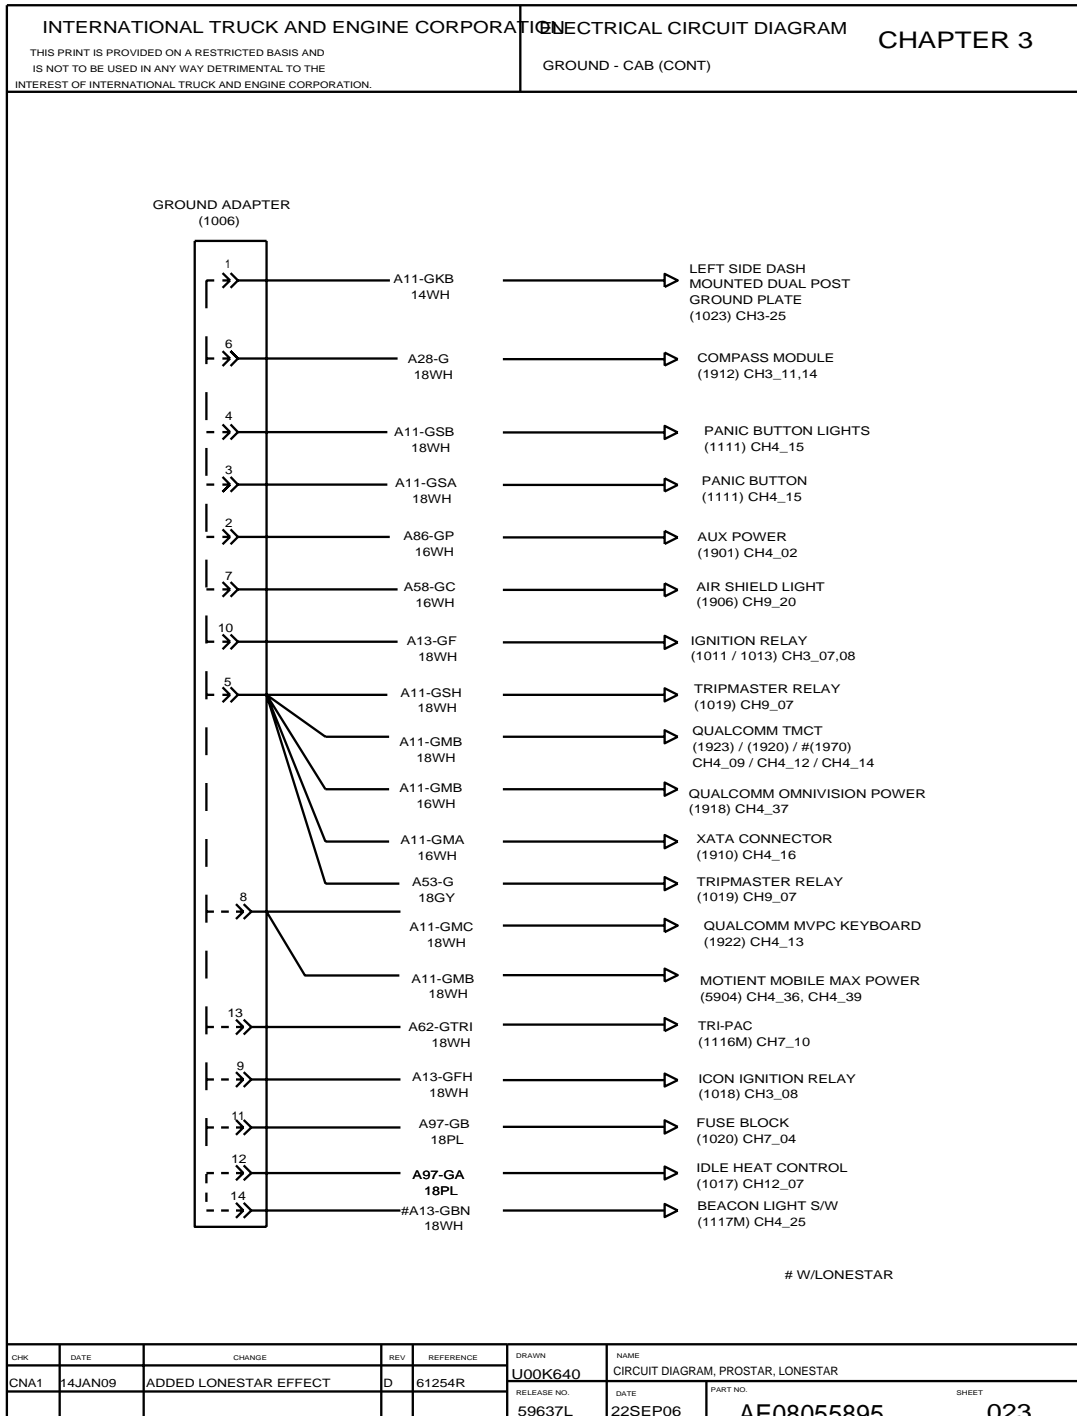 INTERNATIONAL TRUCK AND ENGINE CORPORATION
THIS PRINT IS PROVIDED ON A RESTRICTED BASIS AND
IS NOT TO BE USED IN ANY WAY DETRIMENTAL TO THE
INTEREST OF INTERNATIONAL TRUCK AND ENGINE CORPORATION.
ELECTRICAL CIRCUIT DIAGRAM
GROUND - CAB (CONT)
CHAPTER 3
GROUND ADAPTER
(1006)
1
A11-GKB
14WH
LEFT SIDE DASH
MOUNTED DUAL POST
GROUND PLATE
(1023) CH3-25
6
A28-G
18WH
COMPASS MODULE
(1912) CH3_11,14
4
A11-GSB
18WH
PANIC BUTTON LIGHTS
(1111) CH4_15
3
A11-GSA
18WH
PANIC BUTTON
(1111) CH4_15
2
A86-GP
16WH
AUX POWER
(1901) CH4_02
7
A58-GC
16WH
AIR SHIELD LIGHT
(1906) CH9_20
10
A13-GF
18WH
IGNITION RELAY
(1011 / 1013) CH3_07,08
5
A11-GSH
18WH
TRIPMASTER RELAY
(1019) CH9_07
A11-GMB
18WH
QUALCOMM TMCT
(1923) / (1920) / #(1970)
CH4_09 / CH4_12 / CH4_14
A11-GMB
16WH
QUALCOMM OMNIVISION POWER
(1918) CH4_37
A11-GMA
16WH
XATA CONNECTOR
(1910) CH4_16
A53-G
18GY
TRIPMASTER RELAY
(1019) CH9_07
8
A11-GMC
18WH
QUALCOMM MVPC KEYBOARD
(1922) CH4_13
A11-GMB
18WH
MOTIENT MOBILE MAX POWER
(5904) CH4_36, CH4_39
13
A62-GTRI
18WH
TRI-PAC
(1116M) CH7_10
9
A13-GFH
18WH
ICON IGNITION RELAY
(1018) CH3_08
11
A97-GB
18PL
FUSE BLOCK
(1020) CH7_04
12
A97-GA
18PL
IDLE HEAT CONTROL
(1017) CH12_07
14
#A13-GBN
18WH
BEACON LIGHT S/W
(1117M) CH4_25
# W/LONESTAR
CHK DATE CHANGE REV REFERENCE
CNA1 14JAN09 ADDED LONESTAR EFFECT D 61254R
DRAWN
U00K640
NAME
CIRCUIT DIAGRAM, PROSTAR, LONESTAR
RELEASE NO.
59637L
DATE
22SEP06
PART NO.
AE08055895
SHEET
023